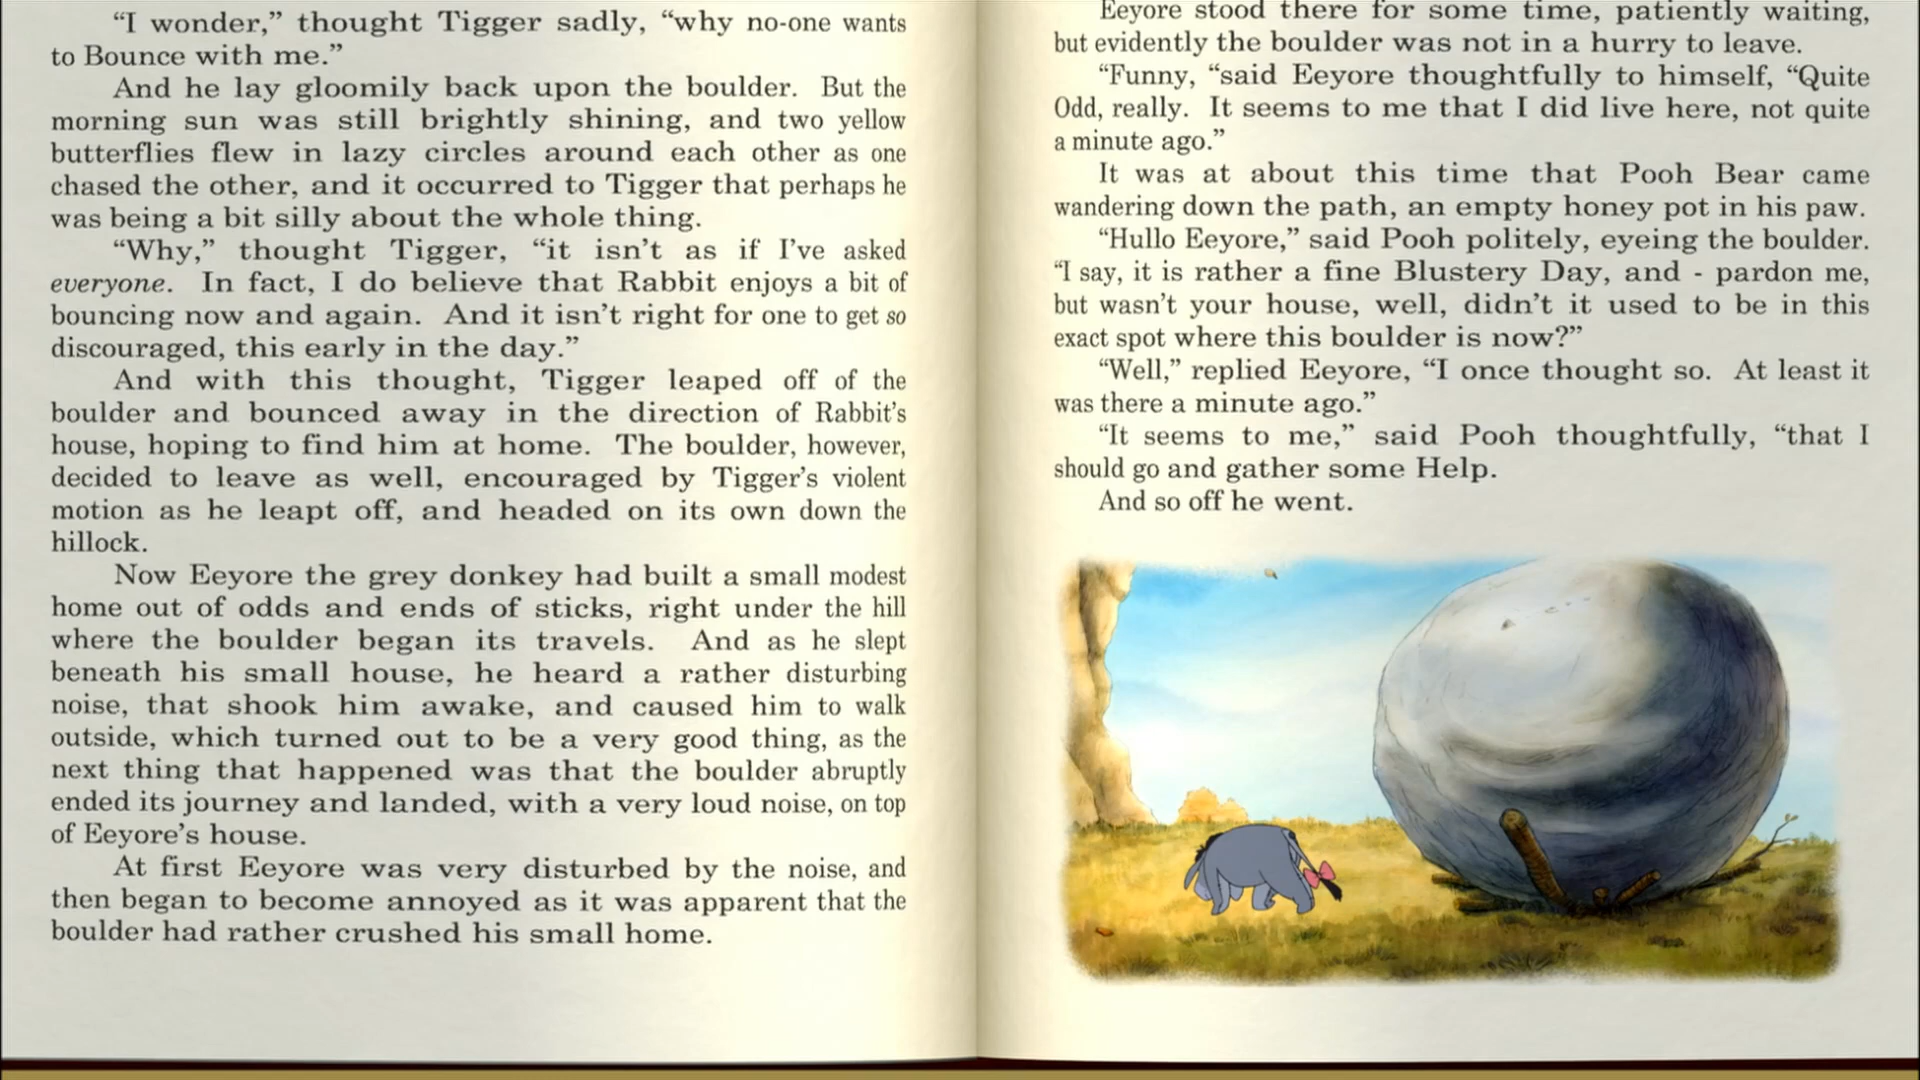 “I wonder,” thought Tigger sadly, “why no-one wants
to Bounce with me.”
And he lay gloomily back upon the boulder. But the
morning sun was still brightly shining, and two yellow
butterflies flew in lazy circles around each other as one
chased the other, and it occurred to Tigger that perhaps he
was being a bit silly about the whole thing.
“Why,” thought Tigger, “it isn’t as if I’ve asked
everyone. In fact, I do believe that Rabbit enjoys a bit of
bouncing now and again. And it isn’t right for one to get so
discouraged, this early in the day.”
And with this thought, Tigger leaped off of the
boulder and bounced away in the direction of Rabbit’s
house, hoping to find him at home. The boulder, however,
decided to leave as well, encouraged by Tigger’s violent
motion as he leapt off, and headed on its own down the
hillock.
Now Eeyore the grey donkey had built a small modest
home out of odds and ends of sticks, right under the hill
where the boulder began its travels. And as he slept
beneath his small house, he heard a rather disturbing
noise, that shook him awake, and caused him to walk
outside, which turned out to be a very good thing, as the
next thing that happened was that the boulder abruptly
ended its journey and landed, with a very loud noise, on top
of Eeyore’s house.
At first Eeyore was very disturbed by the noise, and
then began to become annoyed as it was apparent that the
boulder had rather crushed his small home.
Eeyore stood there for some time, patiently waiting,
but evidently the boulder was not in a hurry to leave.
“Funny, “said Eeyore thoughtfully to himself, “Quite
Odd, really. It seems to me that I did live here, not quite
a minute ago.”
It was at about this time that Pooh Bear came
wandering down the path, an empty honey pot in his paw.
“Hullo Eeyore,” said Pooh politely, eyeing the boulder.
“I say, it is rather a fine Blustery Day, and - pardon me,
but wasn’t your house, well, didn’t it used to be in this
exact spot where this boulder is now?”
“Well,” replied Eeyore, “I once thought so. At least it
was there a minute ago.”
“It seems to me,” said Pooh thoughtfully, “that I
should go and gather some Help.
And so off he went.